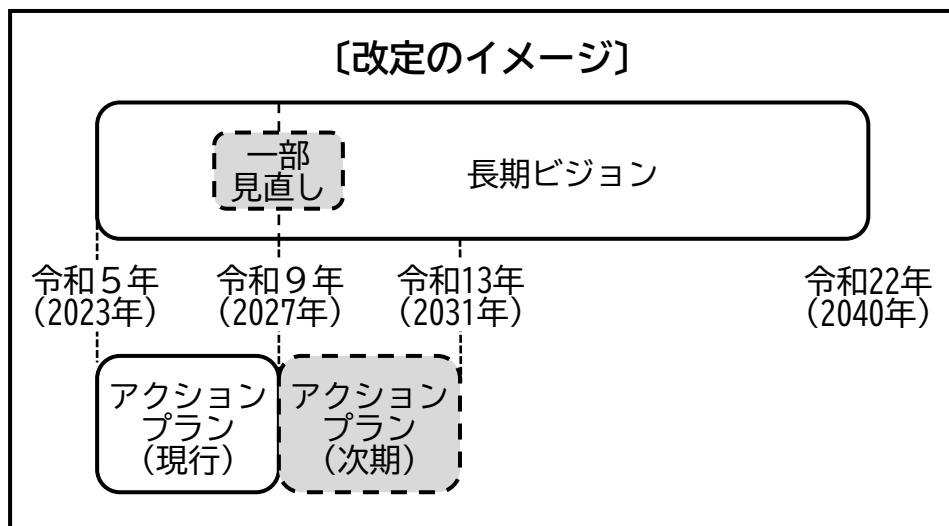 〔改定のイメージ〕
一部
見直し
長期ビジョン
令和５年
（2023年）
令和９年
（2027年）
令和13年
（2031年）
令和22年
（2040年）
アクション
プラン
（現行）
アクション
プラン
（次期）